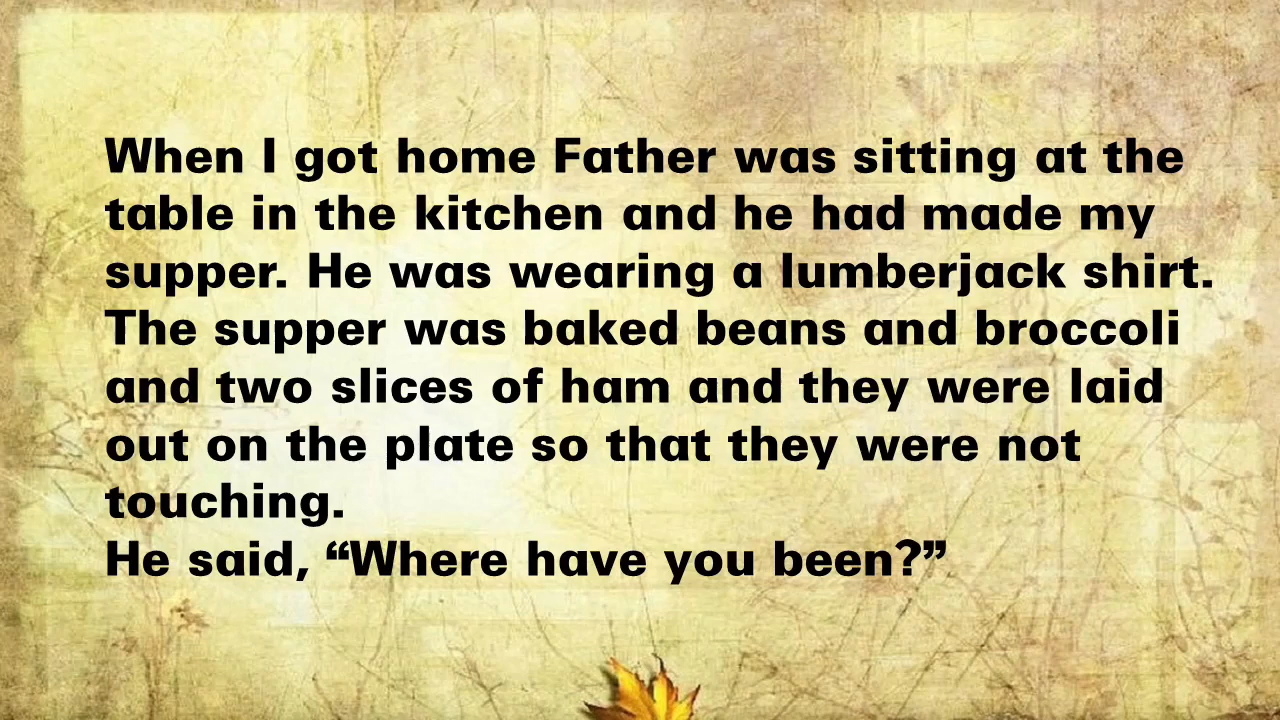 When I got home Father was sitting at the
table in the kitchen and he had made my
supper. He was wearing a lumberjack shirt.
The supper was baked beans and broccoli
and two slices of ham and they were laid
out on the plate so that they were not
touching.
He said, “Where have you been?”